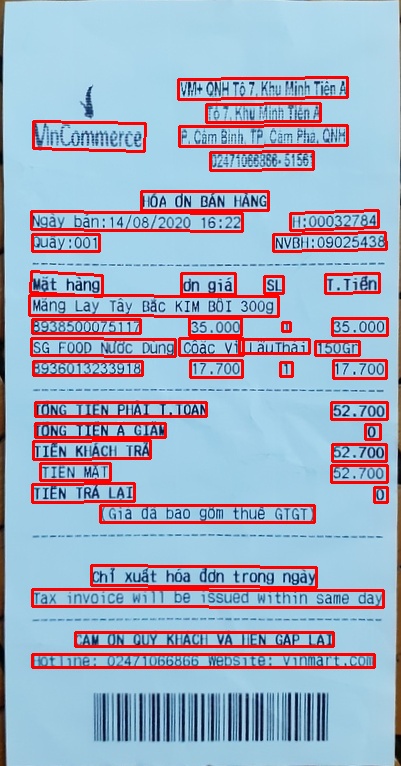 VinCommerce
VM+ QNH Tổ 7, Khu Minh Tiến A
Tổ 7, Khu Minh Tiến A
P. Cẩm Bình, TP. Cẩm Phả, QNH
02471066866-51561
HÓA ĐN BÁN HÀNG
Ngày bán:14/08/2020 16:22 H:00032784
Quầy:001 NVBH:09025438
Mặt hàng ơn giá SL T.Tiền
Măng Lay Tây Bắc KIM BÔI 300g
8938500075117 35.000 1 35.000
SG FOOD Nước Dùng Cốac Vị LẩuThái 150Gr
8936013233918 17.700 1 17.700
TỔNG TIỀN PHẢI T.TOÁN 52.700
TỔNG TIỀN Ã GIẢM 0
TIỀN KHÁCH TRẢ 52.700
TIỀN MẶT 52.700
TIỀN TRẢ LẠI 0
(Giá đã bao gồm thuế GTGT)
Chỉ xuất hóa đơn trong ngày
Tax invoice will be issued within same day
CẢM ƠN QUÝ KHÁCH VÀ HẸN GẶP LẠI
Hotline: 02471066866 Website: Vinmart.com